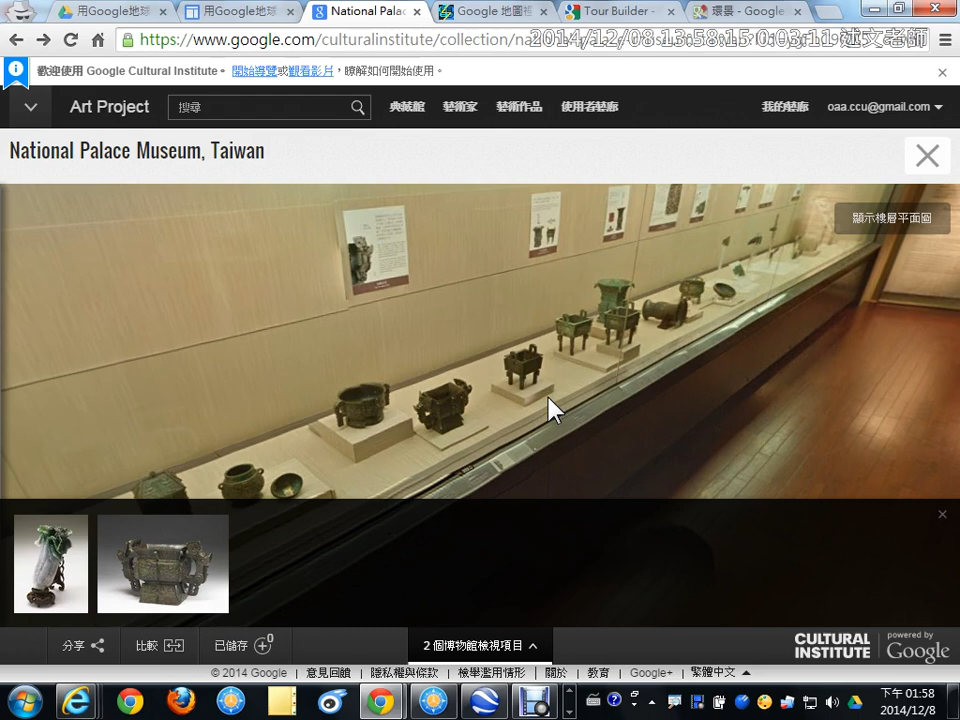 用Google地球
用Google地球
National Palac
Google 地圖裡
Tour Builder -
環景 - Google
https://www.google.com/culturalinstitute/collection/na
2014/12/08 13:58:15 0:03:11 述文老師
歡迎使用 Google Cultural Institute。 開始導覽或觀看影片，瞭解如何開始使用。
Art Project
搜尋
典藏館 藝術家 藝術作品 使用者藝廊
我的藝廊 oaa.ccu@gmail.com
National Palace Museum, Taiwan
顯示樓層平面圖
分享 比較 已儲存 0
2 個博物館檢視項目
CULTURAL INSTITUTE
powered by Google
© 2014 Google | 意見回饋 | 隱私權與條款 | 檢舉濫用情形 | 關於 | 教育 | Google+ | 繁體中文
下午 01:58
2014/12/8